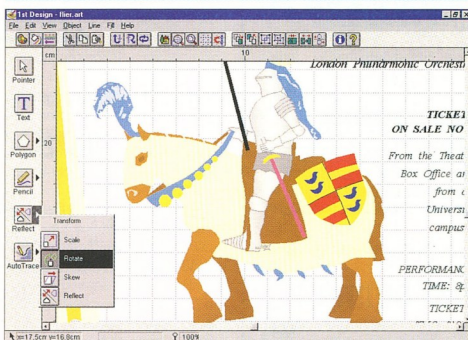 1st Design - flier.art
File Edit View Object Line Fill Help
cm
10
20
Pointer
Text
Polygon
Pencil
Reflect
AutoTrace
Transform
Scale
Rotate
Skew
Reflect
London Philharmonic Orchest
TICKET
ON SALE NO
From the Theat
Box Office an
from
Universi
campus
PERFORMANC
TIME: 8p
TICKET
x=17.5cm y=16.8cm
100%